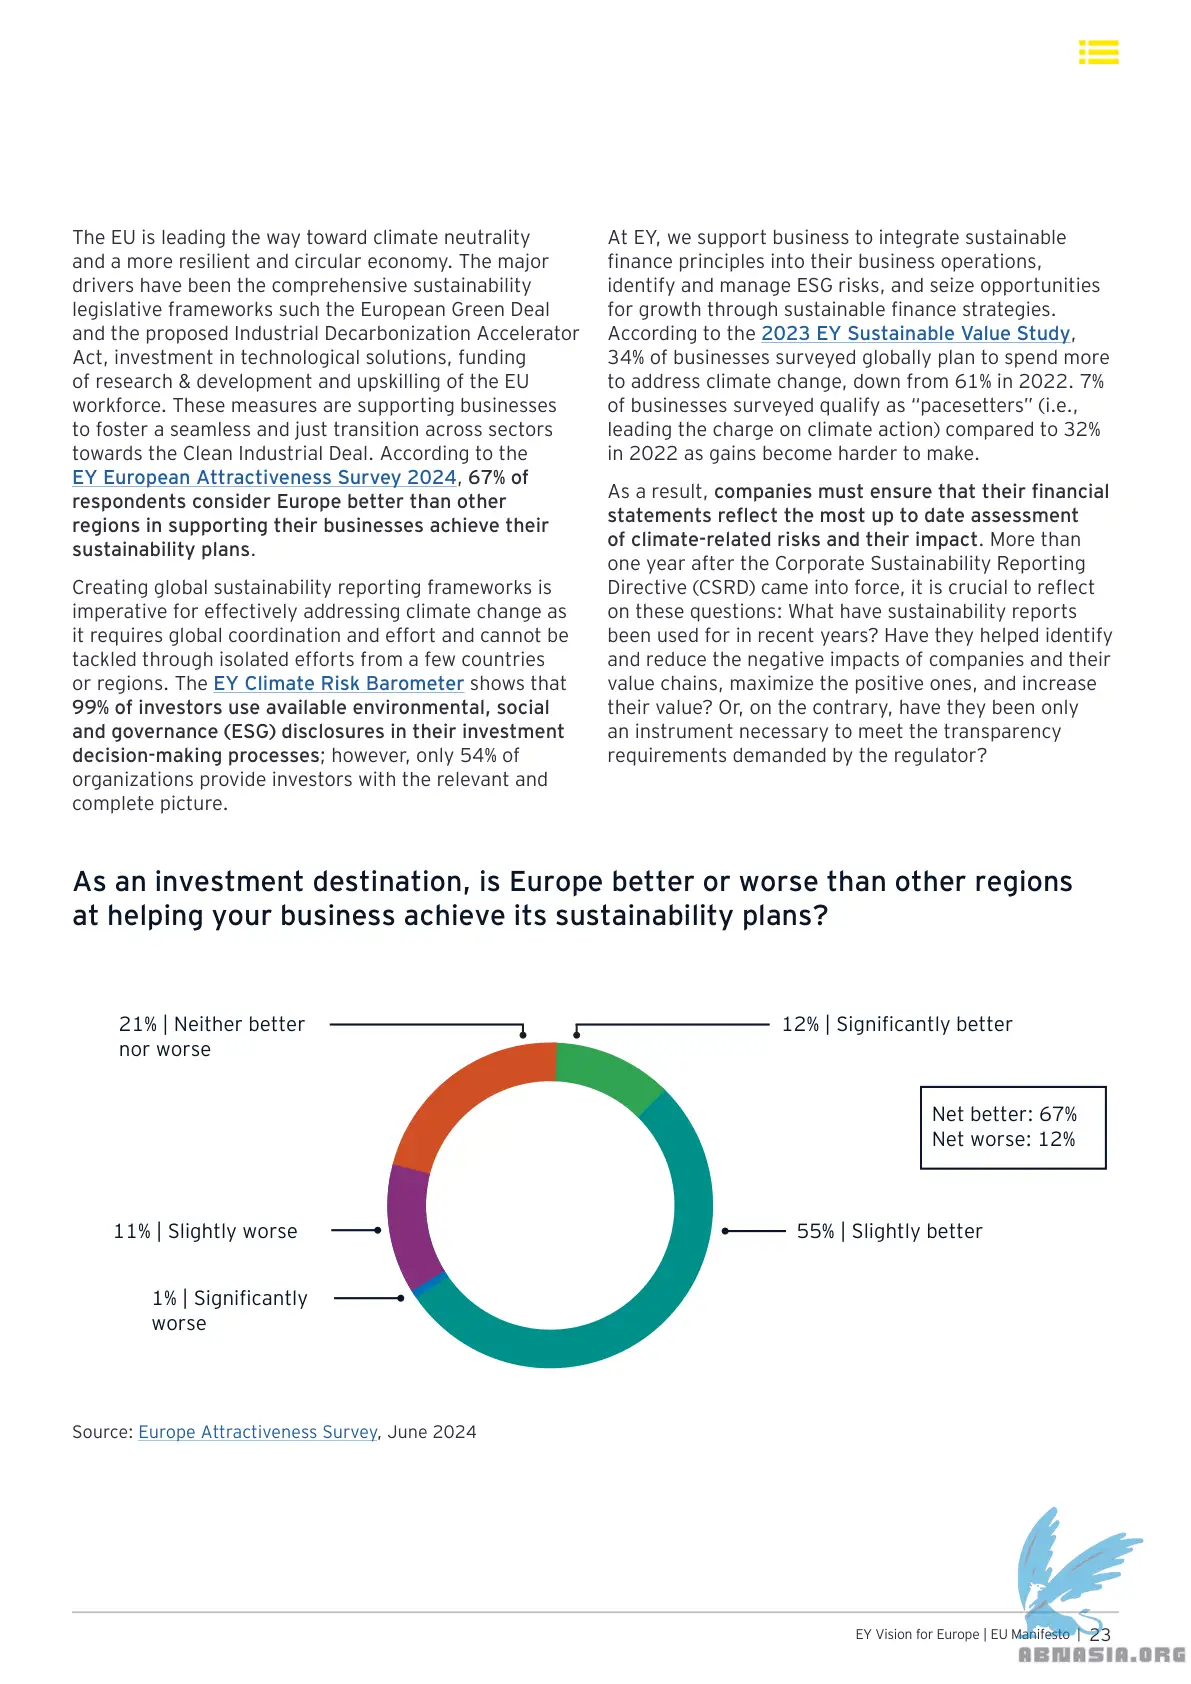 The EU is leading the way toward climate neutrality
and a more resilient and circular economy. The major
drivers have been the comprehensive sustainability
legislative frameworks such the European Green Deal
and the proposed Industrial Decarbonization Accelerator
Act, investment in technological solutions, funding
of research & development and upskilling of the EU
workforce. These measures are supporting businesses
to foster a seamless and just transition across sectors
towards the Clean Industrial Deal. According to the
EY European Attractiveness Survey 2024, 67% of
respondents consider Europe better than other
regions in supporting their businesses achieve their
sustainability plans.
Creating global sustainability reporting frameworks is
imperative for effectively addressing climate change as
it requires global coordination and effort and cannot be
tackled through isolated efforts from a few countries
or regions. The EY Climate Risk Barometer shows that
99% of investors use available environmental, social
and governance (ESG) disclosures in their investment
decision-making processes; however, only 54% of
organizations provide investors with the relevant and
complete picture.
At EY, we support business to integrate sustainable
finance principles into their business operations,
identify and manage ESG risks, and seize opportunities
for growth through sustainable finance strategies.
According to the 2023 EY Sustainable Value Study,
34% of businesses surveyed globally plan to spend more
to address climate change, down from 61% in 2022. 7%
of businesses surveyed qualify as “pacesetters” (i.e.,
leading the charge on climate action) compared to 32%
in 2022 as gains become harder to make.
As a result, companies must ensure that their financial
statements reflect the most up to date assessment
of climate-related risks and their impact. More than
one year after the Corporate Sustainability Reporting
Directive (CSRD) came into force, it is crucial to reflect
on these questions: What have sustainability reports
been used for in recent years? Have they helped identify
and reduce the negative impacts of companies and their
value chains, maximize the positive ones, and increase
their value? Or, on the contrary, have they been only
an instrument necessary to meet the transparency
requirements demanded by the regulator?
As an investment destination, is Europe better or worse than other regions
at helping your business achieve its sustainability plans?
21% | Neither better
nor worse
12% | Significantly better
Net better: 67%
Net worse: 12%
11% | Slightly worse
55% | Slightly better
1% | Significantly
worse
Source: Europe Attractiveness Survey, June 2024
EY Vision for Europe | EU Manifesto | 23
ABNASIA.ORG